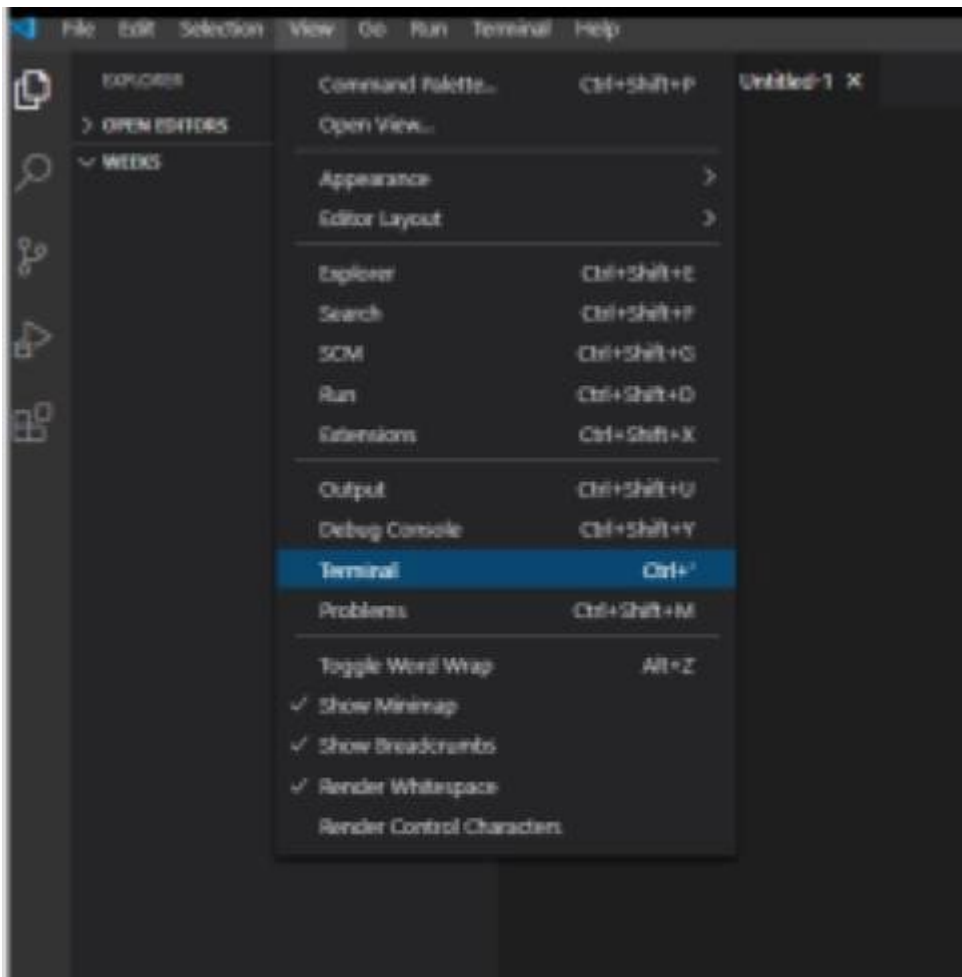 File Edit Selection View Go Run Terminal Help
EXPLORER
Untitled-1
OPEN EDITORS
WEEK5
Command Palette... Ctrl+Shift+P
Open View...
Appearance
Editor Layout
Explorer Ctrl+Shift+E
Search Ctrl+Shift+F
SCM Ctrl+Shift+G
Run Ctrl+Shift+D
Extensions Ctrl+Shift+X
Output Ctrl+Shift+U
Debug Console Ctrl+Shift+Y
Terminal Ctrl+'
Problems Ctrl+Shift+M
Toggle Word Wrap Alt+Z
Show Minimap
Show Breadcrumbs
Render Whitespace
Render Control Characters